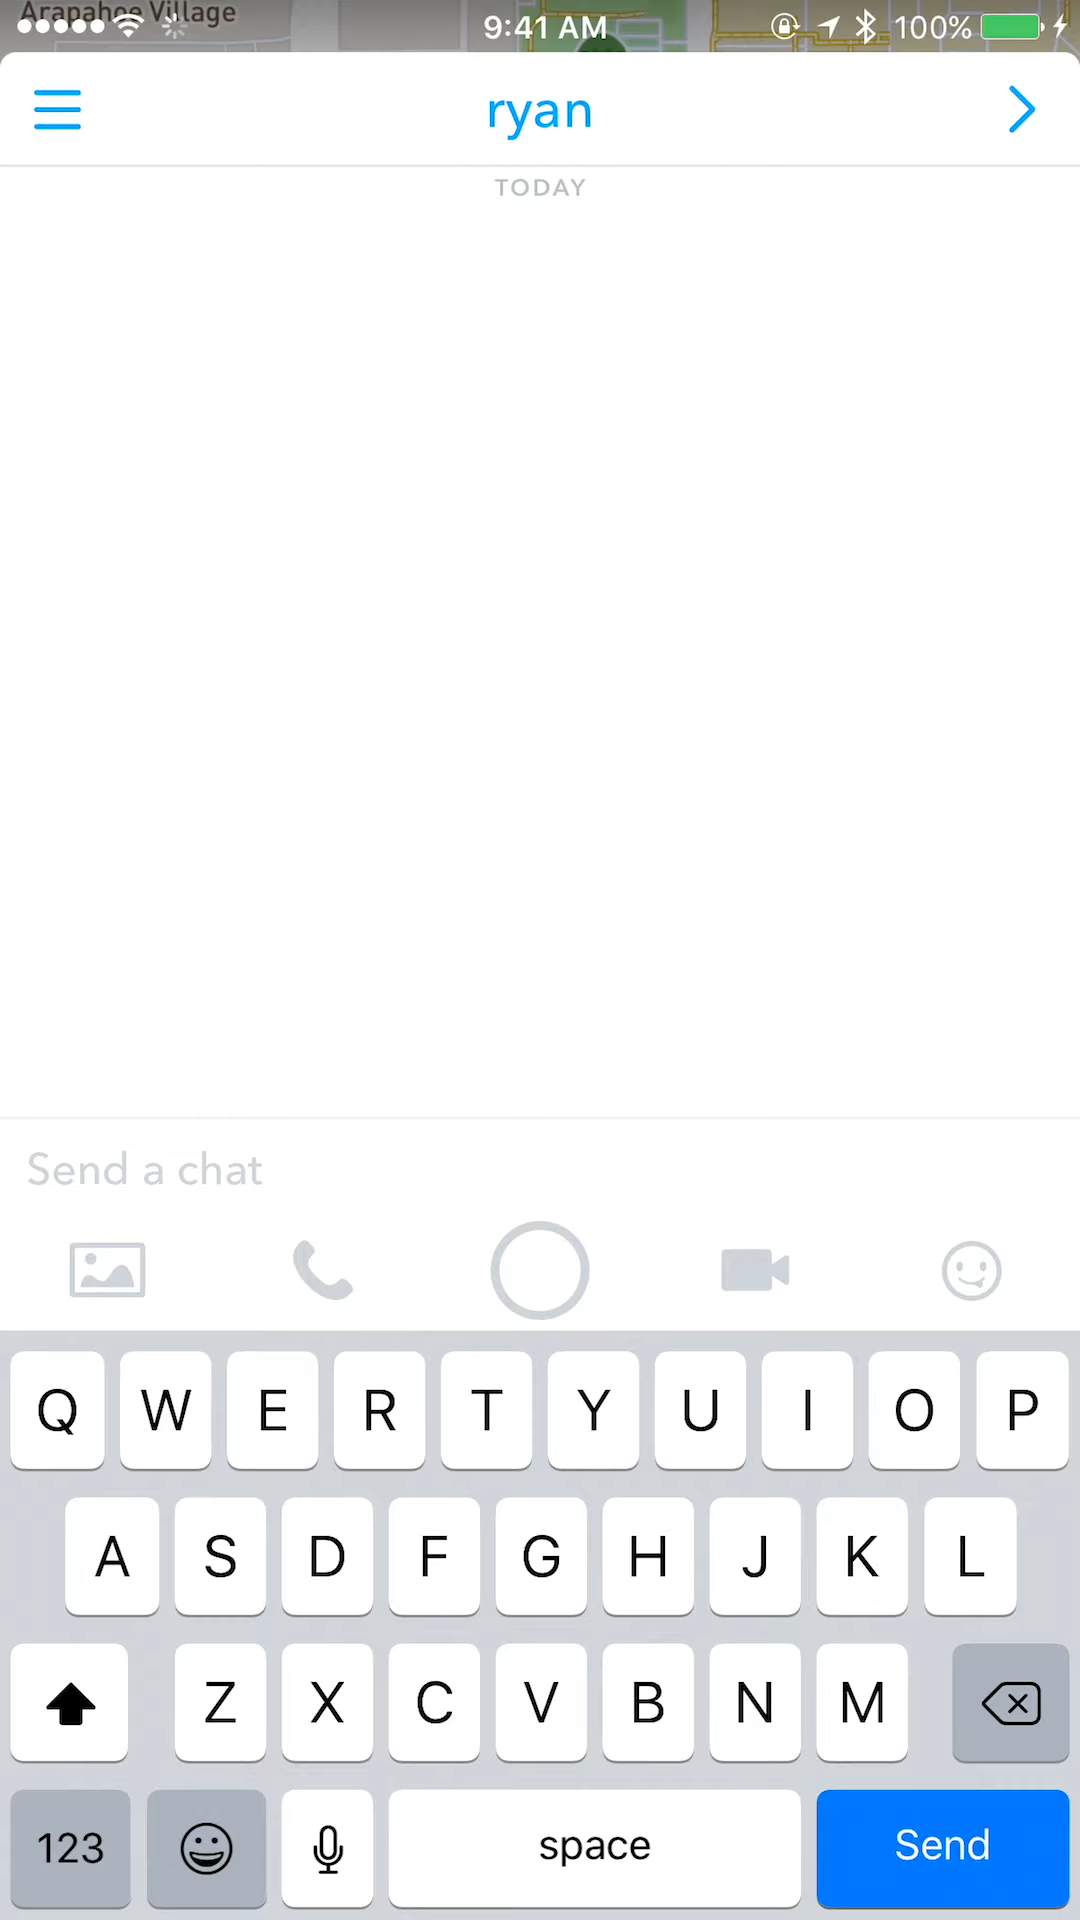 Arapahoe Village
9:41 AM
100%
ryan
TODAY
Send a chat
Q W E R T Y U I O P
A S D F G H J K L
Z X C V B N M
123
space
Send